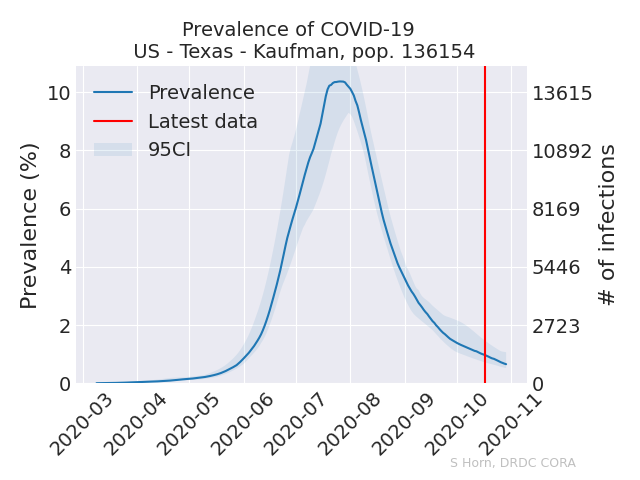 Prevalence of COVID-19
US - Texas - Kaufman, pop. 136154
Prevalence
Latest data
95CI
Prevalence (%)
10
8
6
4
2
0
13615
10892
8169
5446
2723
0
# of infections
2020-03
2020-04
2020-05
2020-06
2020-07
2020-08
2020-09
2020-10
2020-11
S Horn, DRDC CORA